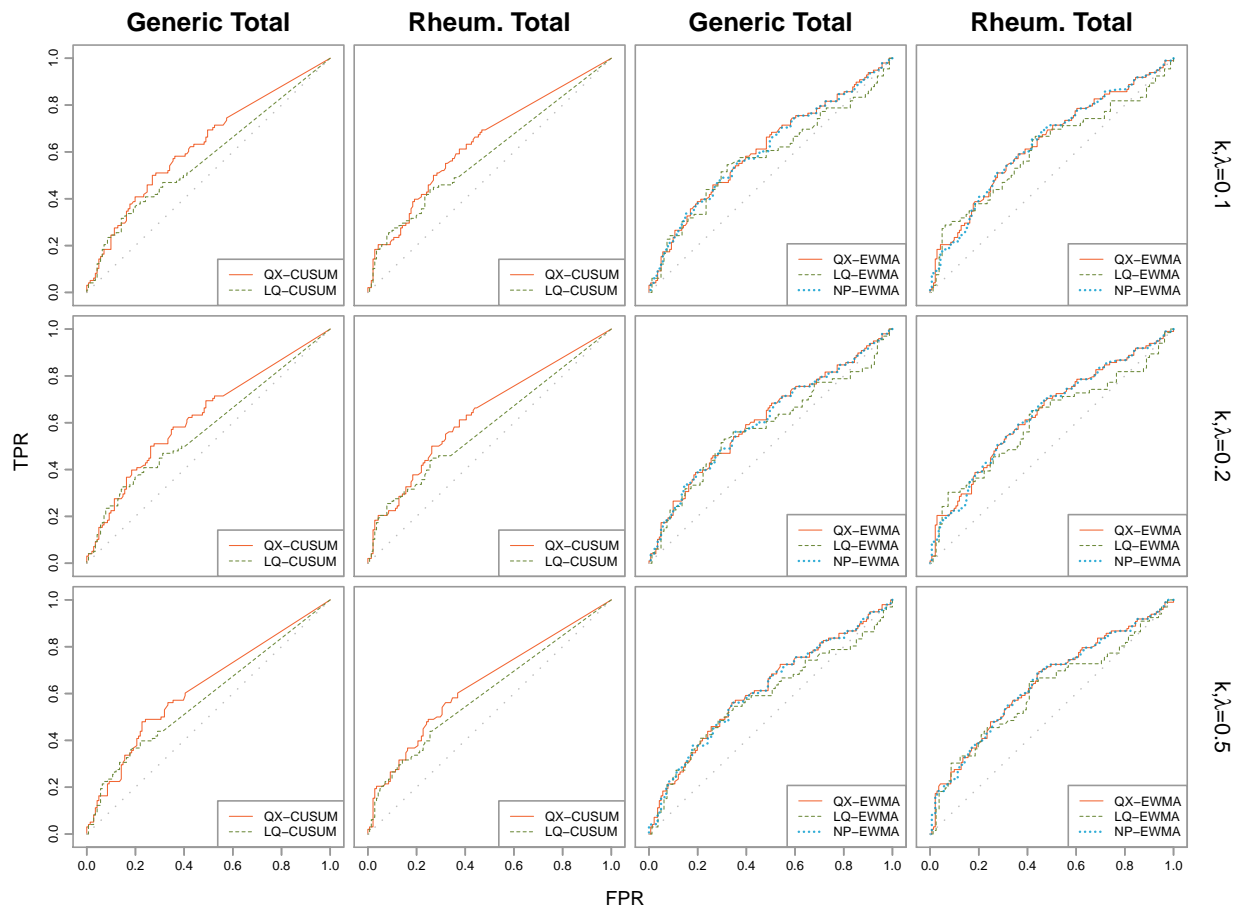 Generic Total Rheum. Total Generic Total Rheum. Total
1.0
0.8
0.6
0.4
0.2
0.0
QX−CUSUM
LQ−CUSUM
QX−CUSUM
LQ−CUSUM
QX−EWMA
LQ−EWMA
NP−EWMA
QX−EWMA
LQ−EWMA
NP−EWMA
k,λ=0.1
TPR
1.0
0.8
0.6
0.4
0.2
0.0
QX−CUSUM
LQ−CUSUM
QX−CUSUM
LQ−CUSUM
QX−EWMA
LQ−EWMA
NP−EWMA
QX−EWMA
LQ−EWMA
NP−EWMA
k,λ=0.2
1.0
0.8
0.6
0.4
0.2
0.0
QX−CUSUM
LQ−CUSUM
QX−CUSUM
LQ−CUSUM
QX−EWMA
LQ−EWMA
NP−EWMA
QX−EWMA
LQ−EWMA
NP−EWMA
k,λ=0.5
0.0 0.2 0.4 0.6 0.8 1.0 0.0 0.2 0.4 0.6 0.8 1.0 0.0 0.2 0.4 0.6 0.8 1.0 0.0 0.2 0.4 0.6 0.8 1.0
FPR